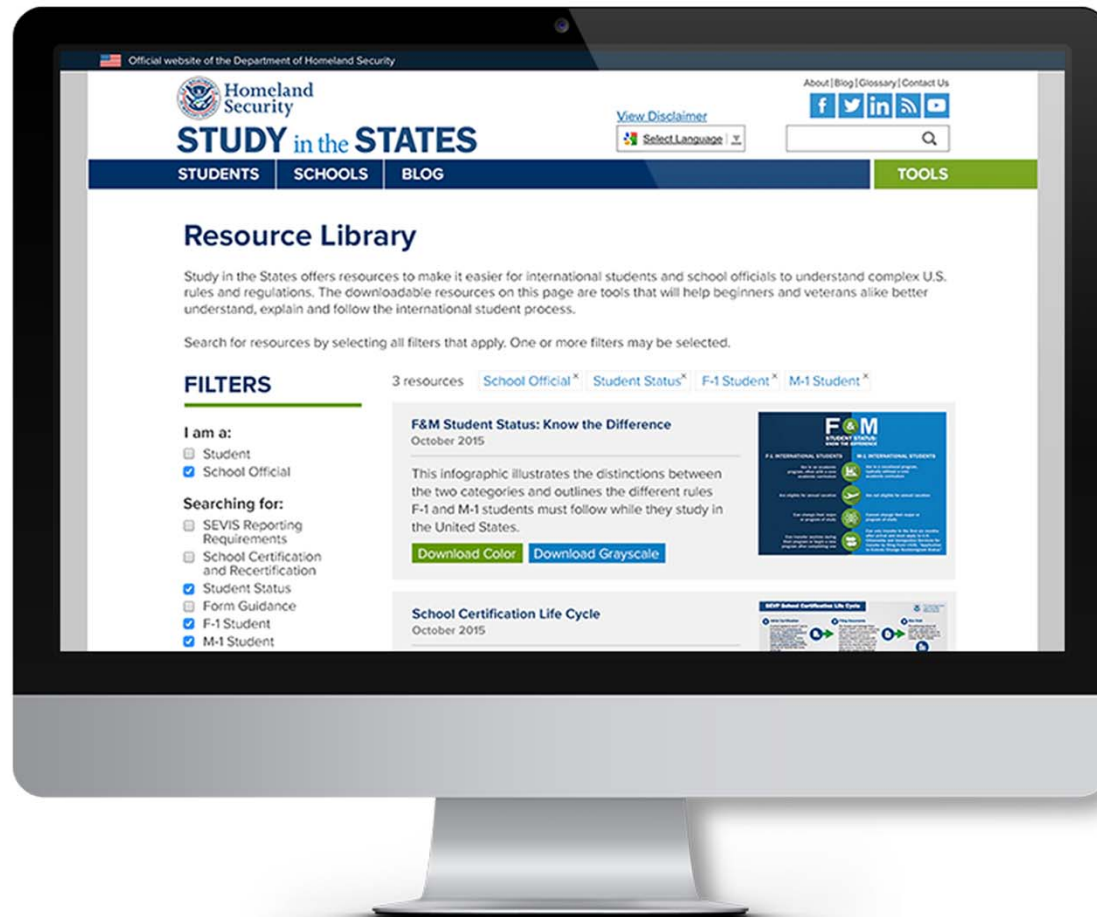 Official website of the Department of Homeland Security
Homeland
Security
STUDY in the STATES
View Disclaimer
Select Language
About | Blog | Glossary | Contact Us
STUDENTS SCHOOLS BLOG TOOLS
Resource Library
Study in the States offers resources to make it easier for international students and school officials to understand complex U.S.
rules and regulations. The downloadable resources on this page are tools that will help beginners and veterans alike better
understand, explain and follow the international student process.
Search for resources by selecting all filters that apply. One or more filters may be selected.
FILTERS
I am a:
Student
School Official
Searching for:
SEVIS Reporting
Requirements
School Certification
and Recertification
Student Status
Form Guidance
F-1 Student
M-1 Student
3 resources School Official x Student Status x F-1 Student x M-1 Student x
F&M Student Status: Know the Difference
October 2015
This infographic illustrates the distinctions between
the two categories and outlines the different rules
F-1 and M-1 students must follow while they study in
the United States.
Download Color Download Grayscale
F & M
STUDENT STATUS:
KNOW THE DIFFERENCE
F-1 INTERNATIONAL STUDENTS M-1 INTERNATIONAL STUDENTS
School Certification Life Cycle
October 2015
SEVP School Certification Life Cycle